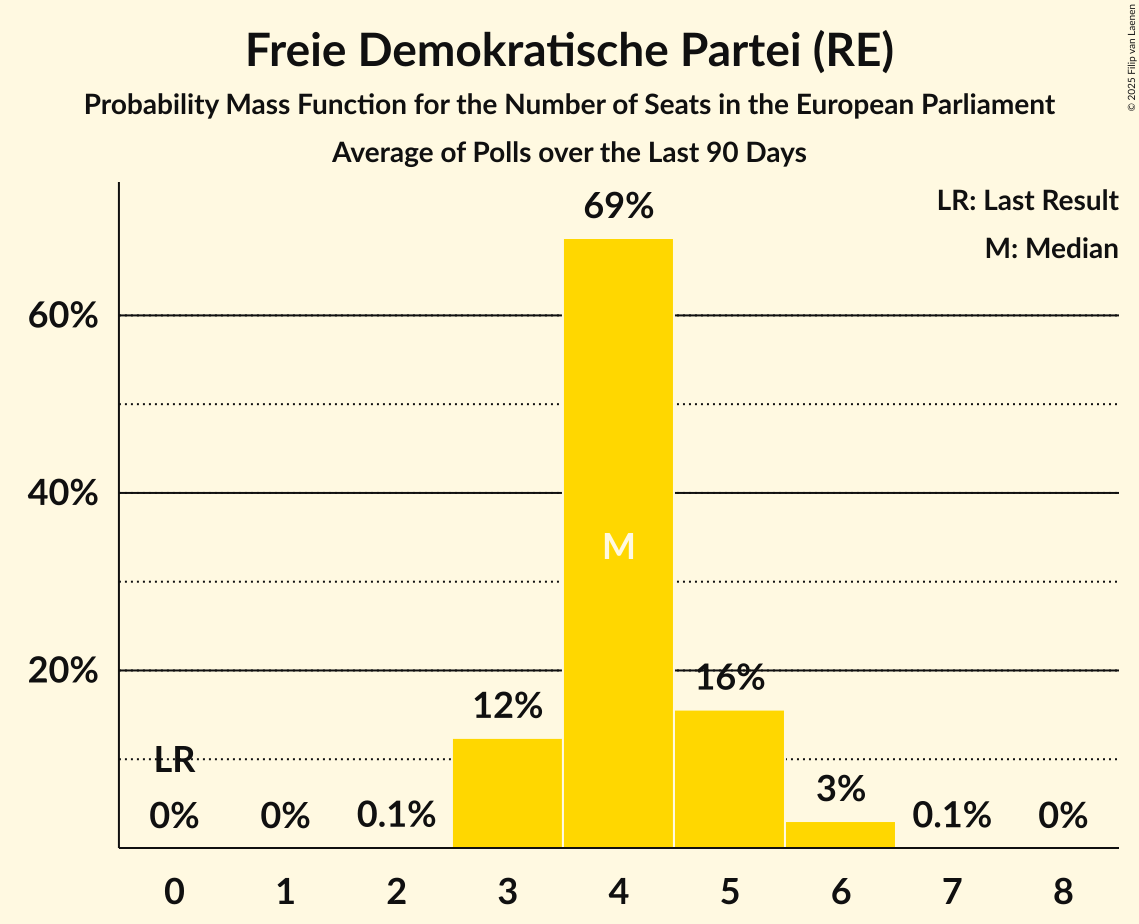 Freie Demokratische Partei (RE)
Probability Mass Function for the Number of Seats in the European Parliament
Average of Polls over the Last 90 Days
© 2025 Filip van Laenen
LR: Last Result
M: Median
69%
60%
40%
M
20%
16%
12%
LR
3%
0%
0%
0.1%
0.1%
0%
0 1 2 3 4 5 6 7 8